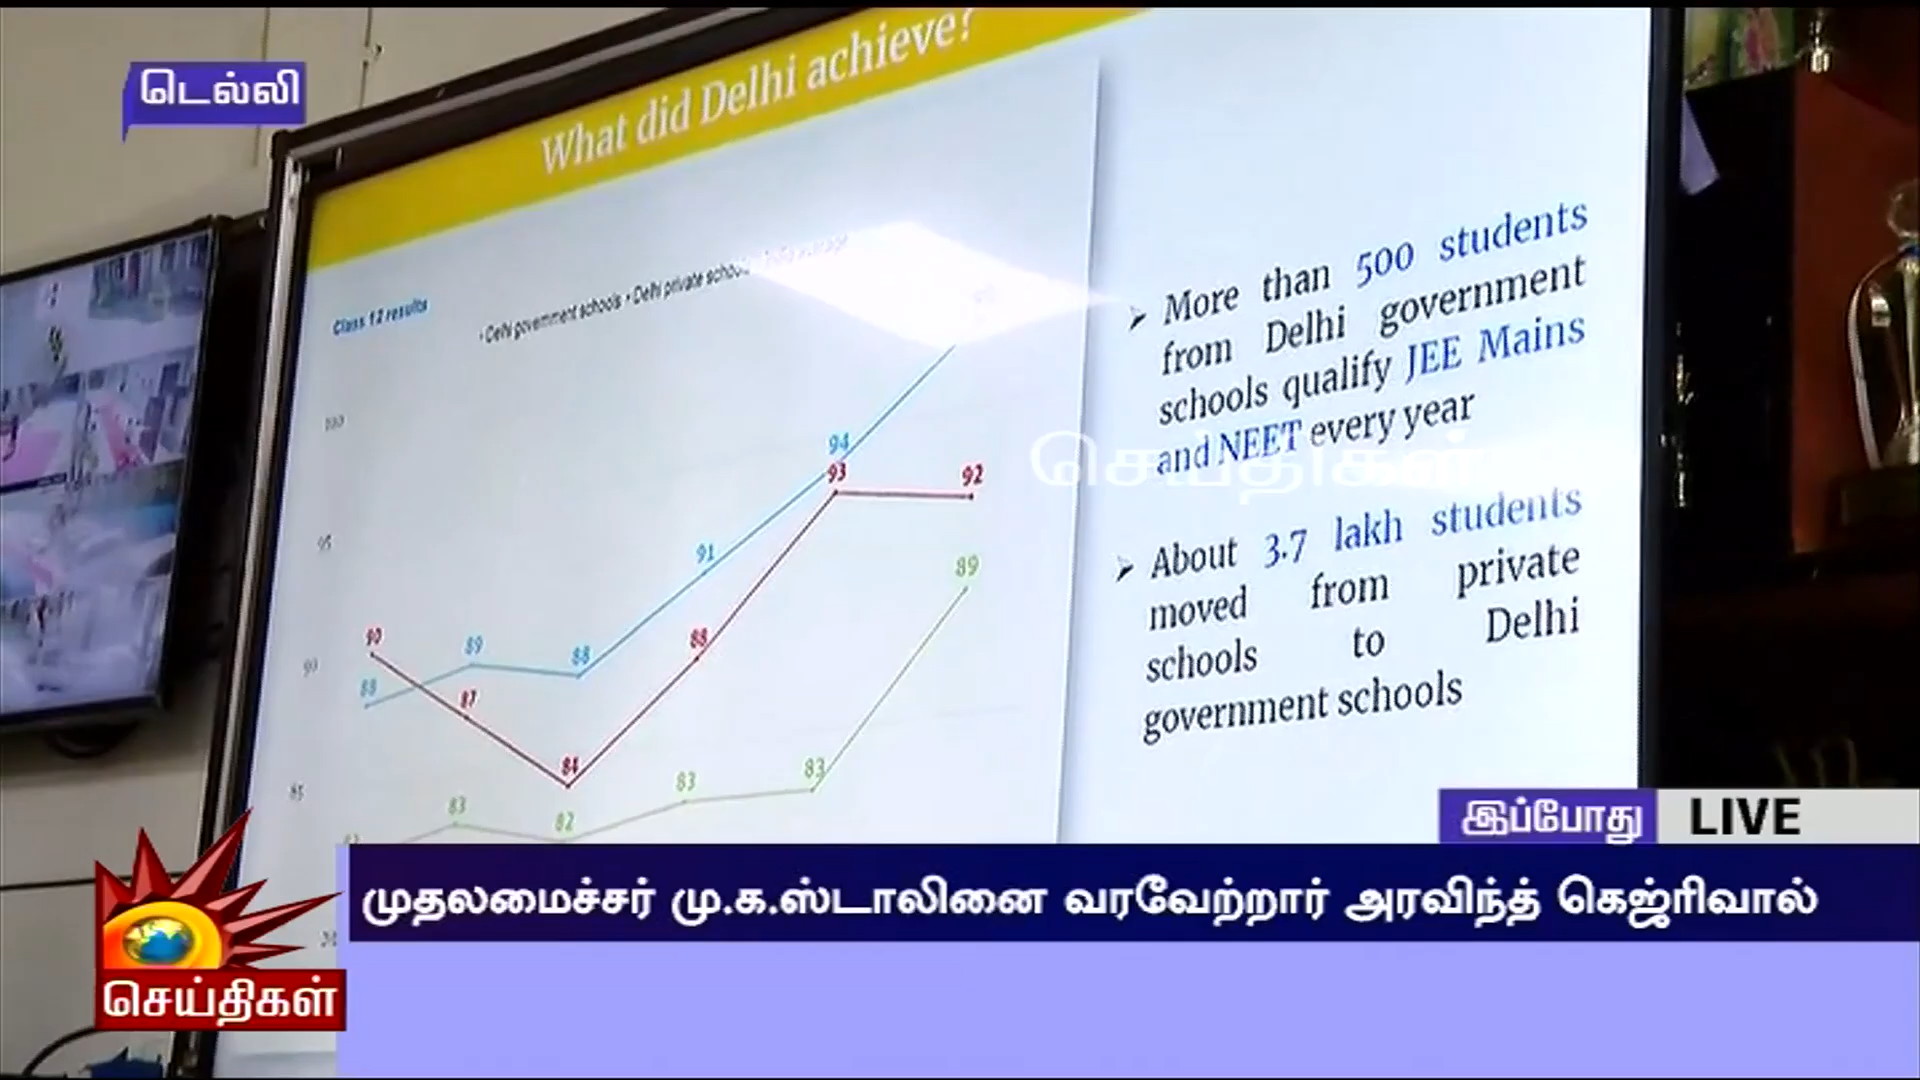 டெல்லி
What did Delhi achieve?
Class 12 results
• Delhi government schools • Delhi private schools
100
95
90
85
94
93
92
91
89
90
89
88
88
88
87
84
83
82
83
83
➤ More than 500 students
from Delhi government
schools qualify JEE Mains
and NEET every year
➤ About 3.7 lakh students
moved from private
schools to Delhi
government schools
செய்திகள்
இப்போது LIVE
முதலமைச்சர் மு.க.ஸ்டாலினை வரவேற்றார் அரவிந்த் கெஜ்ரிவால்
செய்திகள்